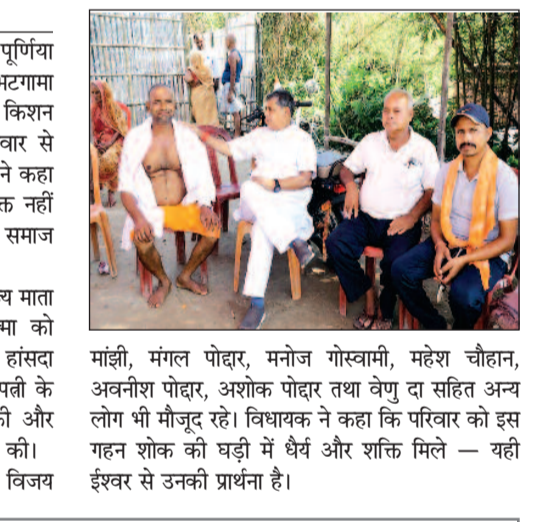 पूर्णिया
भटगामा
किशन
वार से
ने कहा
क्त नहीं
समाज
य माता
मा को
हांसदा
पत्नी के
की और
की।
विजय
मांझी, मंगल पोद्दार, मनोज गोस्वामी, महेश चौहान,
अवनीश पोद्दार, अशोक पोद्दार तथा वेणु दा सहित अन्य
लोग भी मौजूद रहे। विधायक ने कहा कि परिवार को इस
गहन शोक की घड़ी में धैर्य और शक्ति मिले — यही
ईश्वर से उनकी प्रार्थना है।